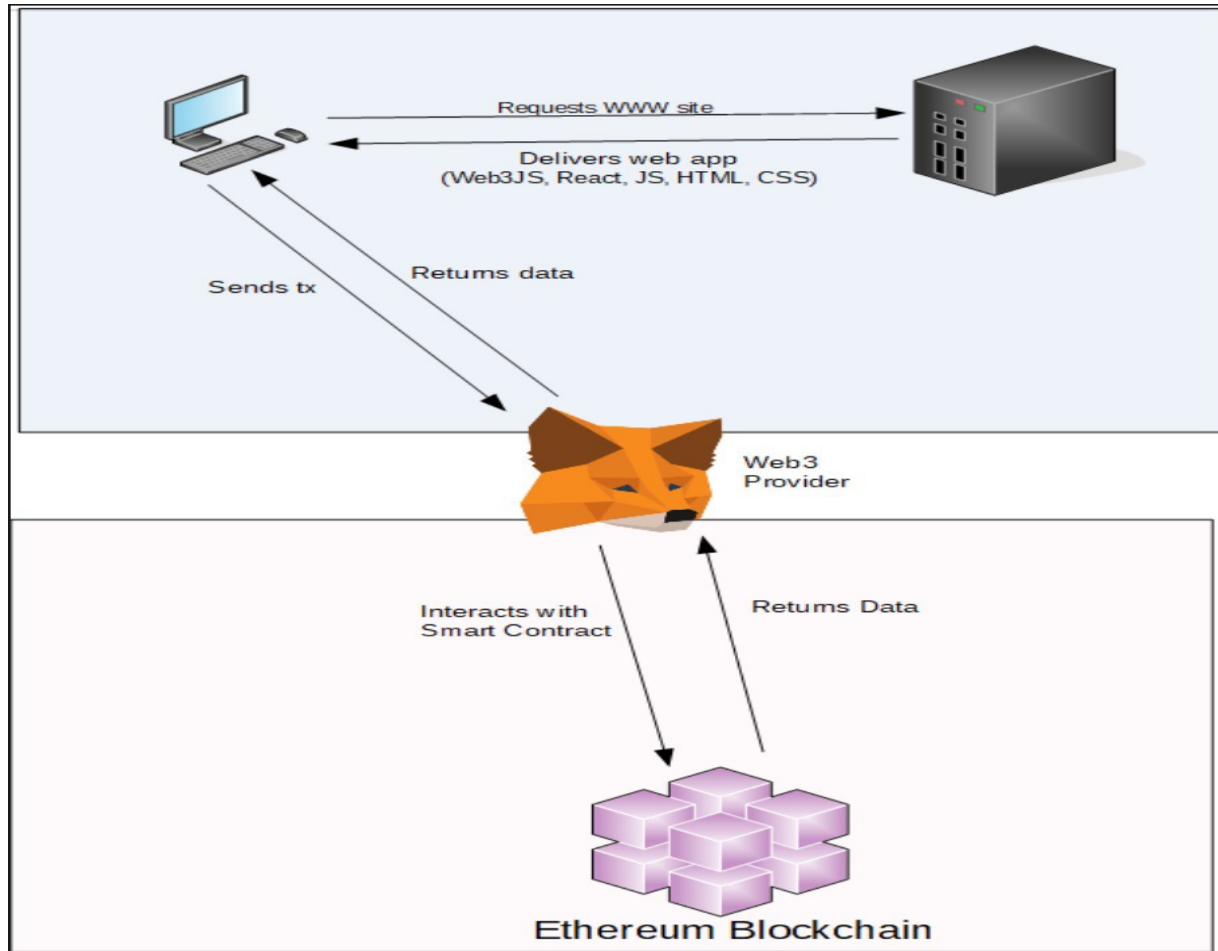 Requests WWW site
Delivers web app
(Web3JS, React, JS, HTML, CSS)
Returns data
Sends tx
Web3
Provider
Interacts with
Smart Contract
Returns Data
Ethereum Blockchain